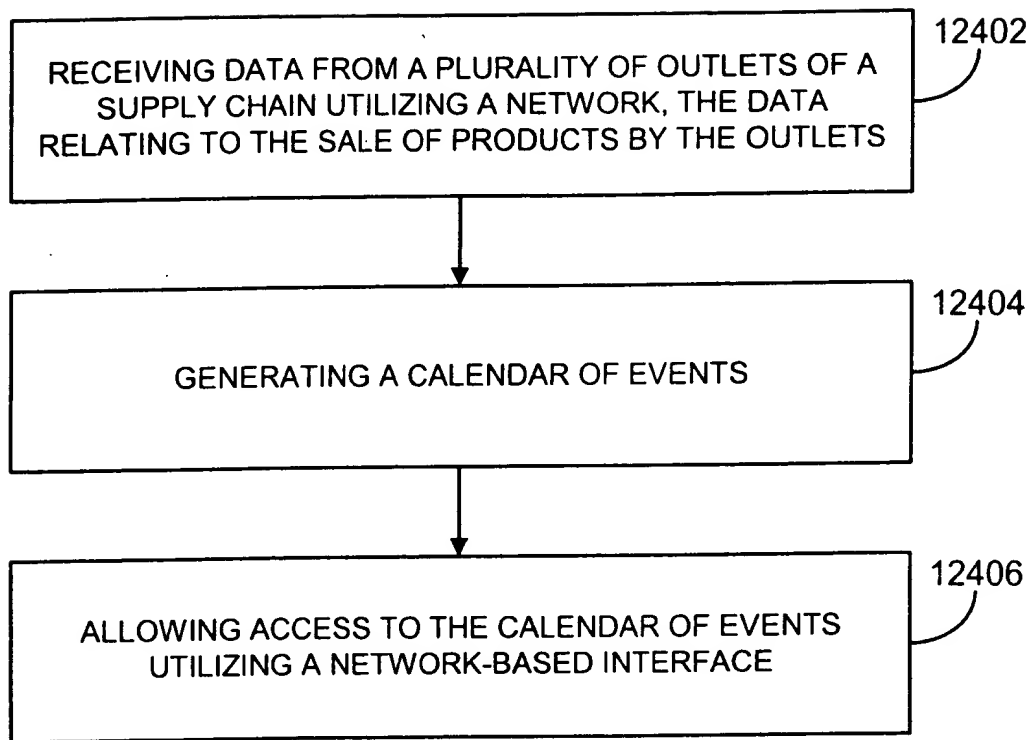 12402
RECEIVING DATA FROM A PLURALITY OF OUTLETS OF A
SUPPLY CHAIN UTILIZING A NETWORK, THE DATA
RELATING TO THE SALE OF PRODUCTS BY THE OUTLETS
12404
GENERATING A CALENDAR OF EVENTS
12406
ALLOWING ACCESS TO THE CALENDAR OF EVENTS
UTILIZING A NETWORK-BASED INTERFACE